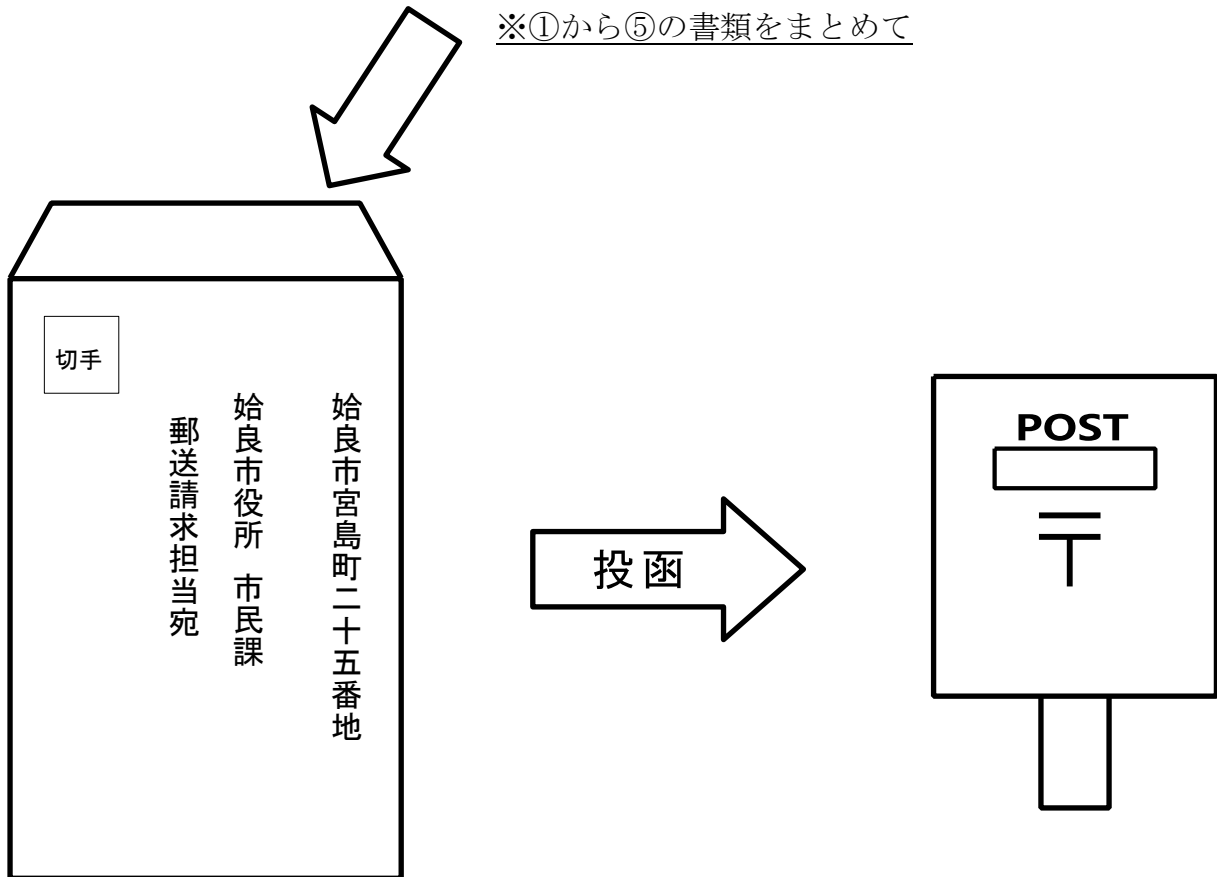 ※①から⑤の書類をまとめて
切手
姶良市宮島町二十五番地
姶良市役所 市民課
郵送請求担当宛
投函
POST
〒